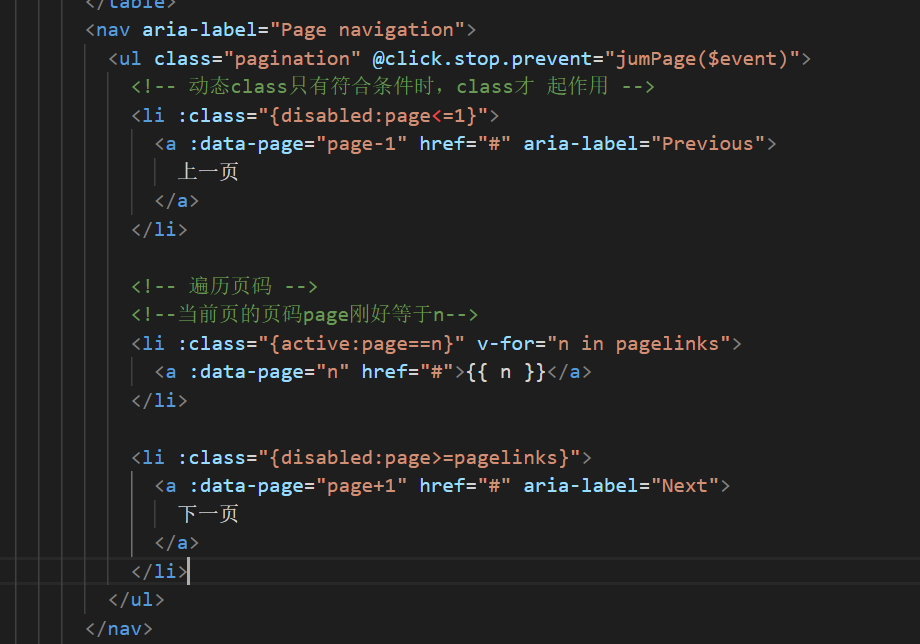 </table>
<nav aria-label="Page navigation">
<ul class="pagination" @click.stop.prevent="jumPage($event)">
<!-- 动态class只有符合条件时，class才 起作用 -->
<li :class="{disabled:page<=1}">
<a :data-page="page-1" href="#" aria-label="Previous">
上一页
</a>
</li>
<!-- 遍历页码 -->
<!--当前页的页码page刚好等于n-->
<li :class="{active:page==n}" v-for="n in pagelinks">
<a :data-page="n" href="#">{{ n }}</a>
</li>
<li :class="{disabled:page>=pagelinks}">
<a :data-page="page+1" href="#" aria-label="Next">
下一页
</a>
</li>
</ul>
</nav>